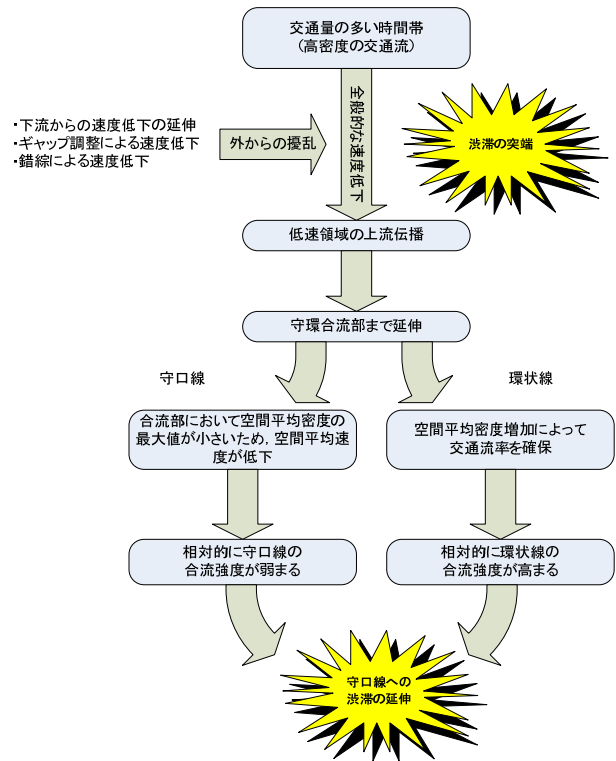 交通量の多い時間帯
(高密度の交通流)
・下流からの速度低下の延伸
・ギャップ調整による速度低下
・錯綜による速度低下
外からの擾乱
全般的な速度低下
渋滞の突端
低速領域の上流伝播
守環合流部まで延伸
守口線
環状線
合流部において空間平均密度の
最大値が小さいため,空間平均速
度が低下
空間平均密度増加によって
交通流率を確保
相対的に守口線の
合流強度が弱まる
相対的に環状線の
合流強度が高まる
守口線への
渋滞の延伸